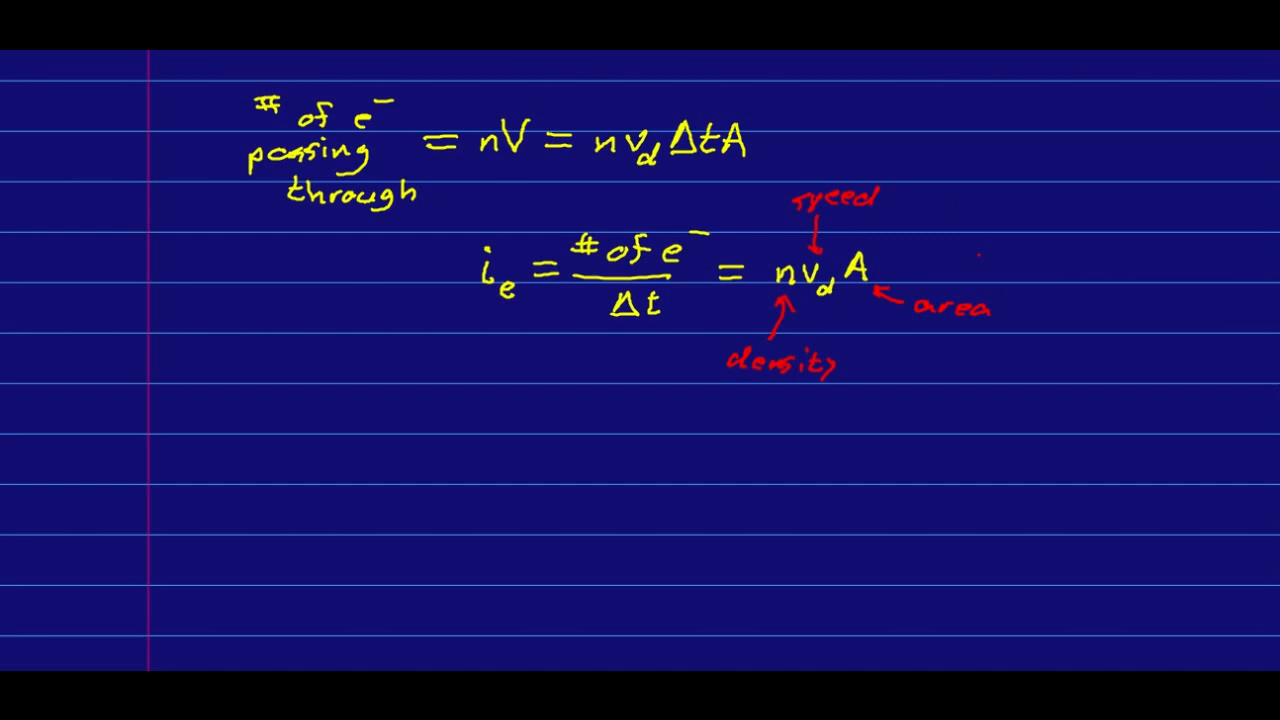 # of e⁻
passing = nV = nv_d ΔtA
through
speed
i_e = # of e⁻ / Δt = nv_d A
area
density